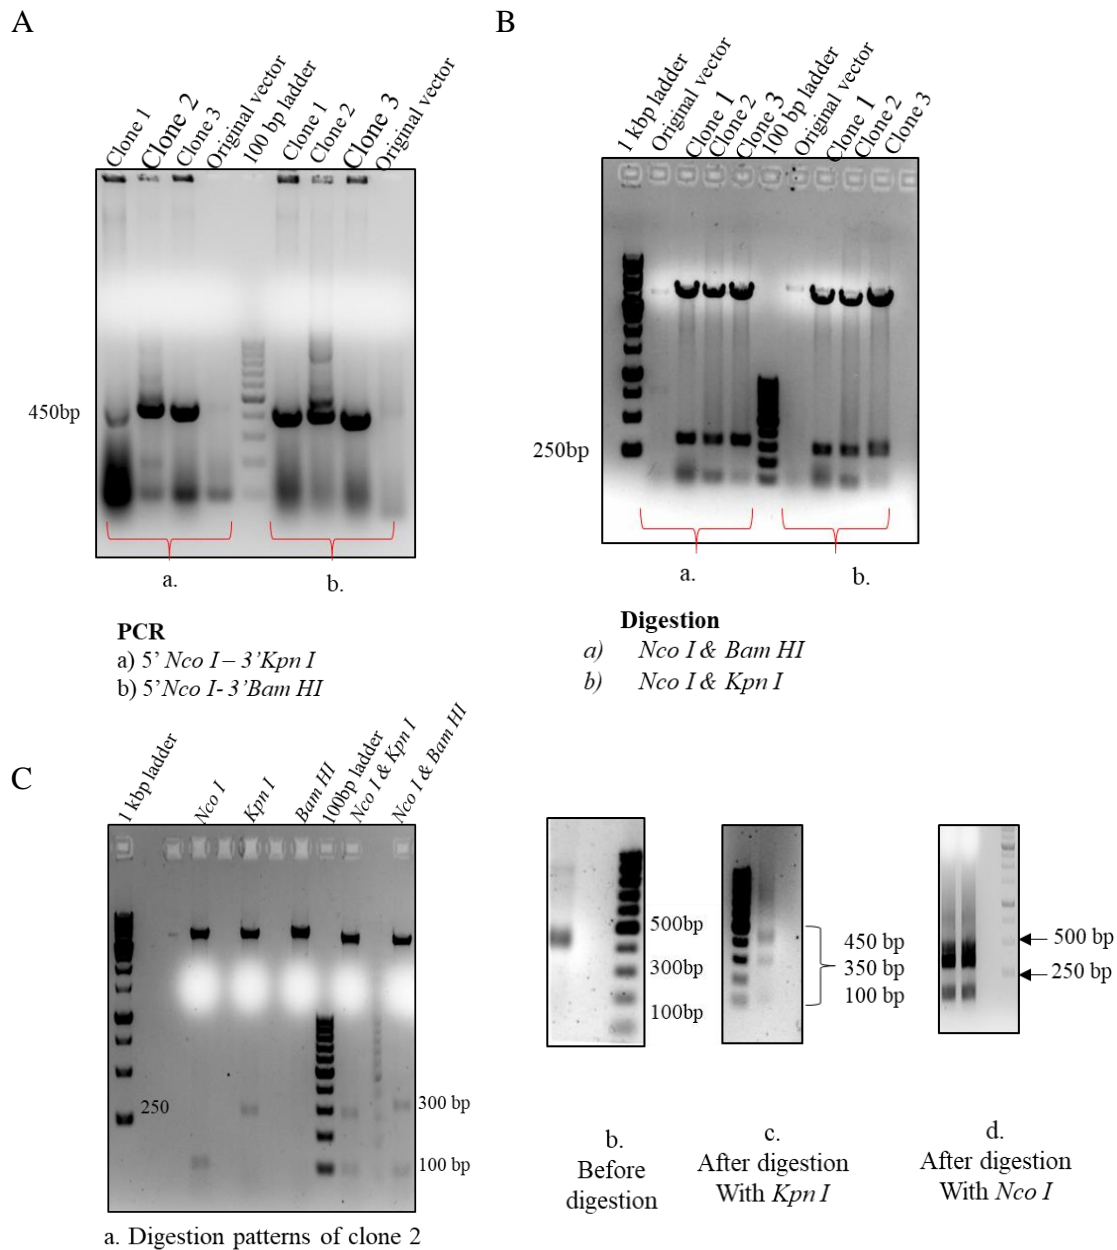 A
B
Clone 1
Clone 2
Clone 3
Original vector
100 bp ladder
Clone 1
Clone 2
Clone 3
Original vector
1 kbp ladder
Original vector
Clone 1
Clone 2
Clone 3
100 bp ladder
Original vector
Clone 1
Clone 2
Clone 3
450bp
250bp
a.
b.
a.
b.
PCR
a) 5' Nco I – 3'Kpn I
b) 5'Nco I- 3'Bam HI
Digestion
a) Nco I & Bam HI
b) Nco I & Kpn I
C
1 kbp ladder
Nco I
Kpn I
Bam HI
100bp ladder
Nco I & Kpn I
Nco I & Bam HI
250
300 bp
100 bp
a. Digestion patterns of clone 2
500bp
300bp
100bp
b.
Before
digestion
450 bp
350 bp
100 bp
c.
After digestion
With Kpn I
500 bp
250 bp
d.
After digestion
With Nco I